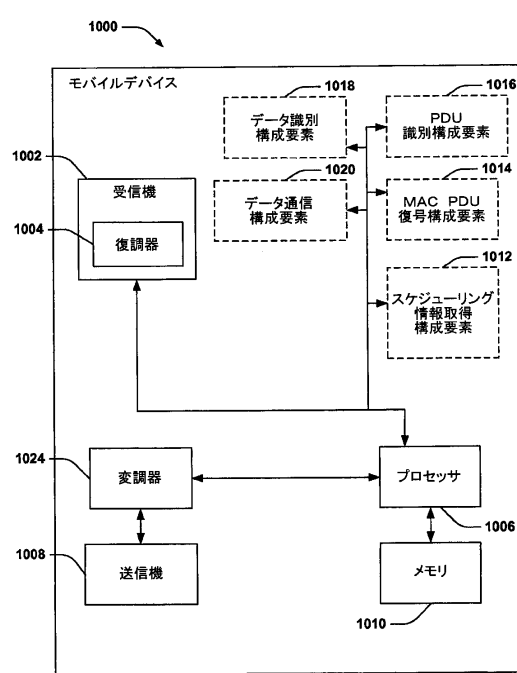 1000
モバイルデバイス
1018
1016
データ識別
構成要素
PDU
識別構成要素
1002
受信機
1020
1014
1004
復調器
データ通信
構成要素
MAC PDU
復号構成要素
1012
スケジューリング
情報取得
構成要素
1024
変調器
プロセッサ
1006
1008
送信機
メモリ
1010